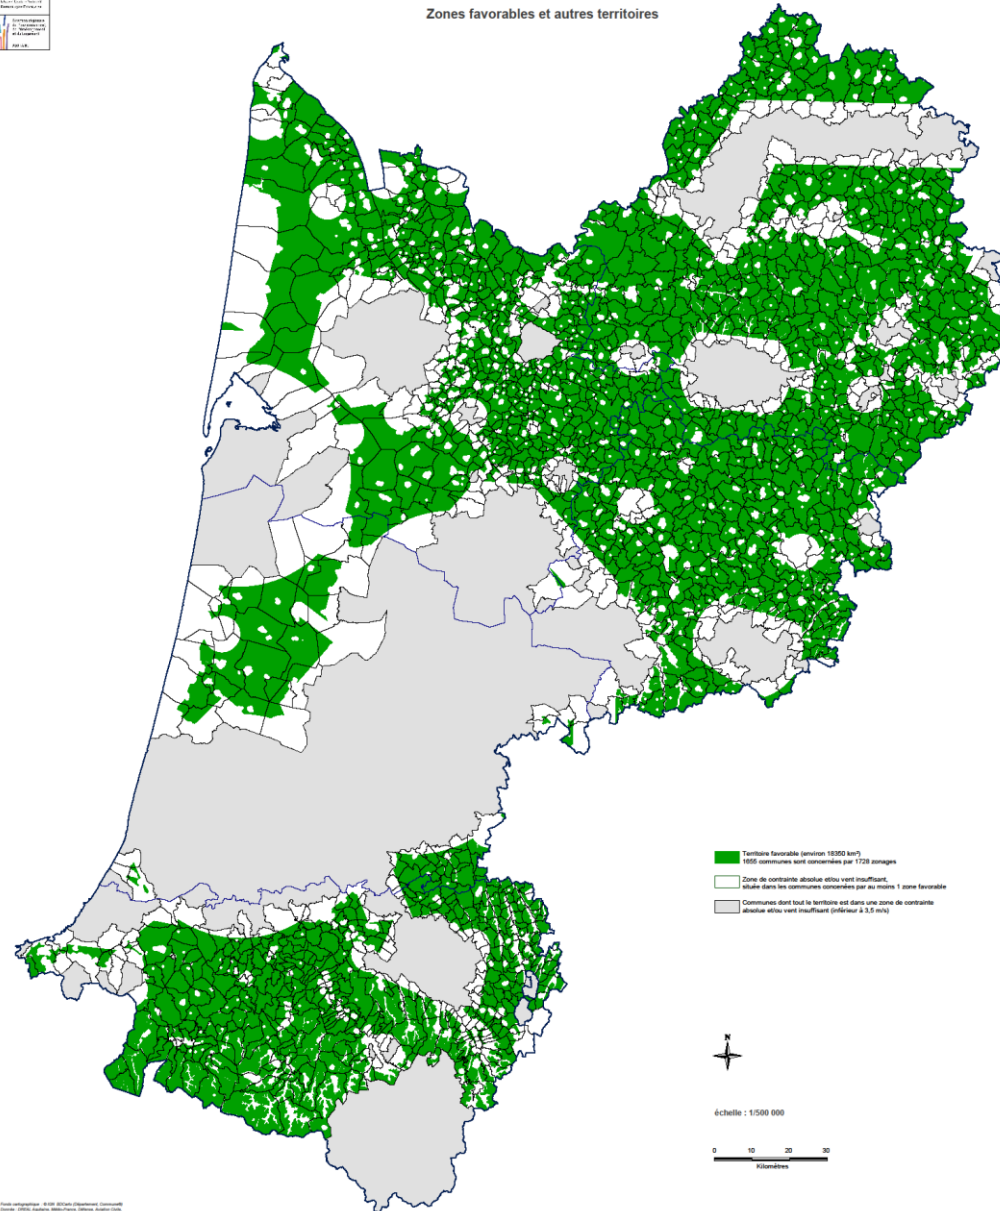 Zones favorables et autres territoires
Territoire favorable (environ 18350 km²)
1655 communes sont concernées par 1728 zonages
Zone de contrainte absolue et/ou vent insuffisant,
située dans les communes concernées par au moins 1 zone favorable
Communes dont tout le territoire est dans une zone de contrainte
absolue et/ou vent insuffisant (inférieur à 3,5 m/s)
N
échelle : 1/500 000
0 10 20 30
Kilomètres